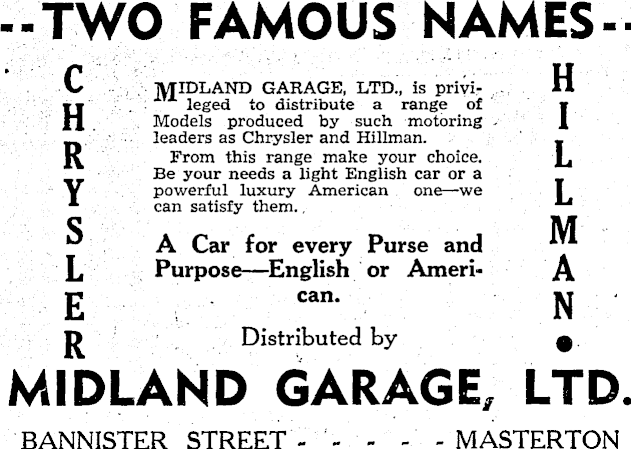 --TWO FAMOUS NAMES--
CHRYSLER
MIDLAND GARAGE, LTD., is privi-
leged to distribute a range of
Models produced by such motoring
leaders as Chrysler and Hillman.
From this range make your choice.
Be your needs a light English car or a
powerful luxury American one—we
can satisfy them.
A Car for every Purse and
Purpose—English or Ameri-
can.
Distributed by
HILLMAN
MIDLAND GARAGE, LTD.
BANNISTER STREET - - - - - MASTERTON